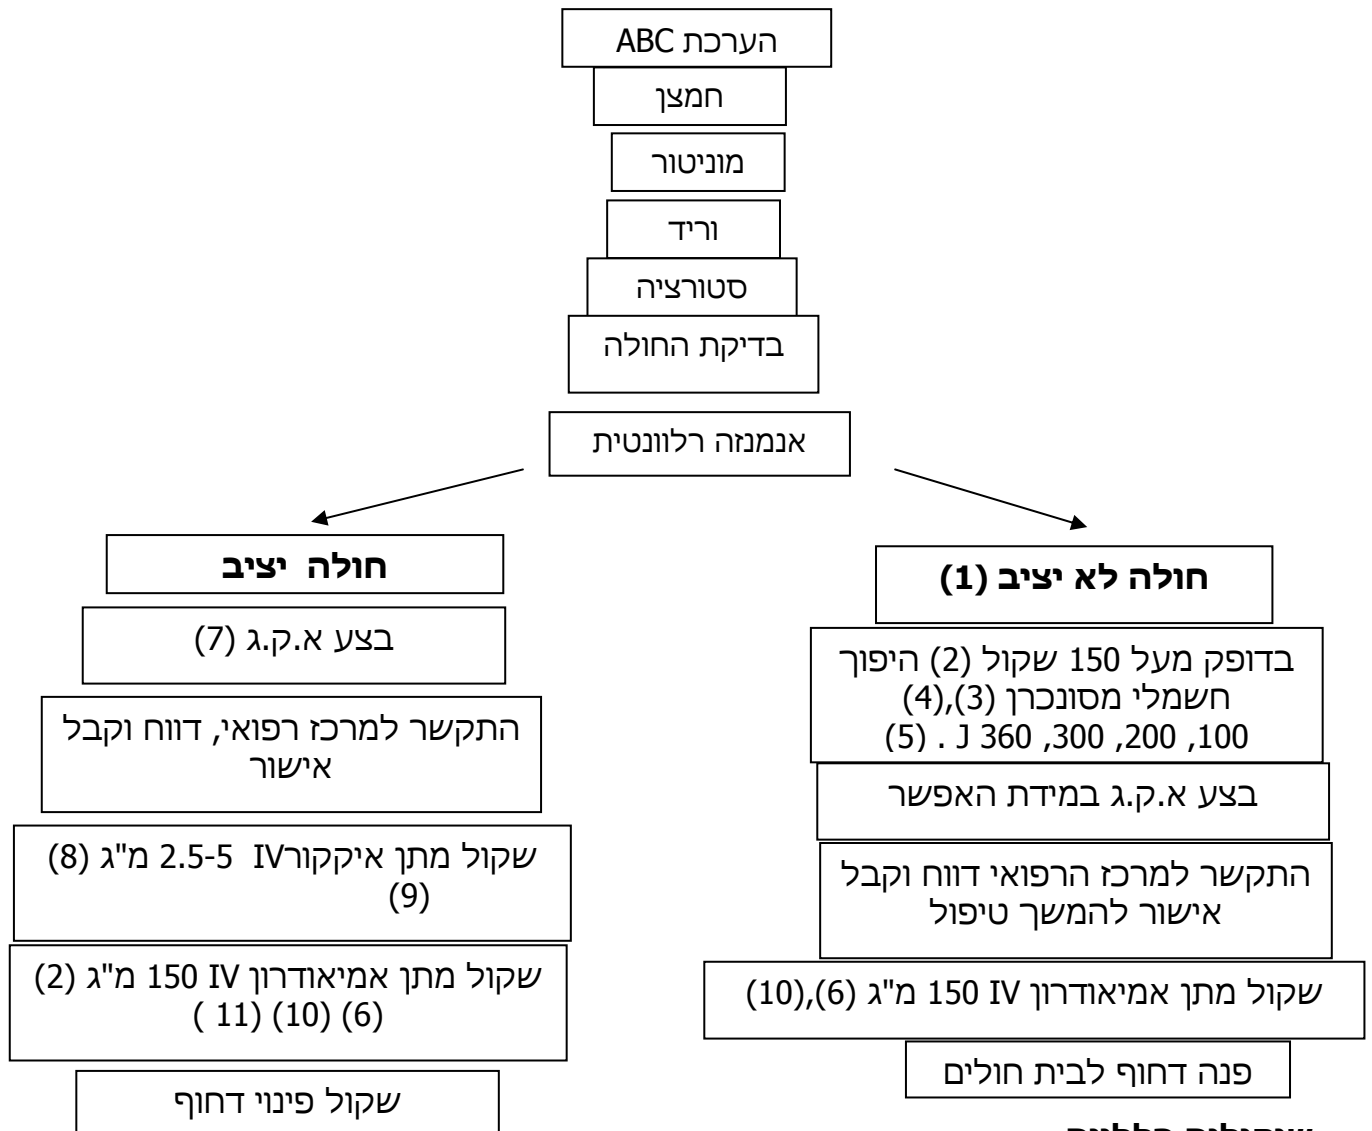 הערכת ABC
חמצן
מוניטור
וריד
סטורציה
בדיקת החולה
אנמנזה רלוונטית
חולה לא יציב (1)
בדופק מעל 150 שקול (2) היפוך
חשמלי מסונכרן (3),(4)
100, 200, 300, 360 J . (5)
בצע א.ק.ג במידת האפשר
התקשר למרכז הרפואי דווח וקבל
אישור להמשך טיפול
שקול מתן אמיאודרון IV 150 מ"ג (6),(10)
פנה דחוף לבית חולים
חולה יציב
בצע א.ק.ג (7)
התקשר למרכז רפואי, דווח וקבל
אישור
שקול מתן איקקורIV 2.5-5 מ"ג (8)
(9)
שקול מתן אמיאודרון IV 150 מ"ג (2)
(6) (10) (11 )
שקול פינוי דחוף